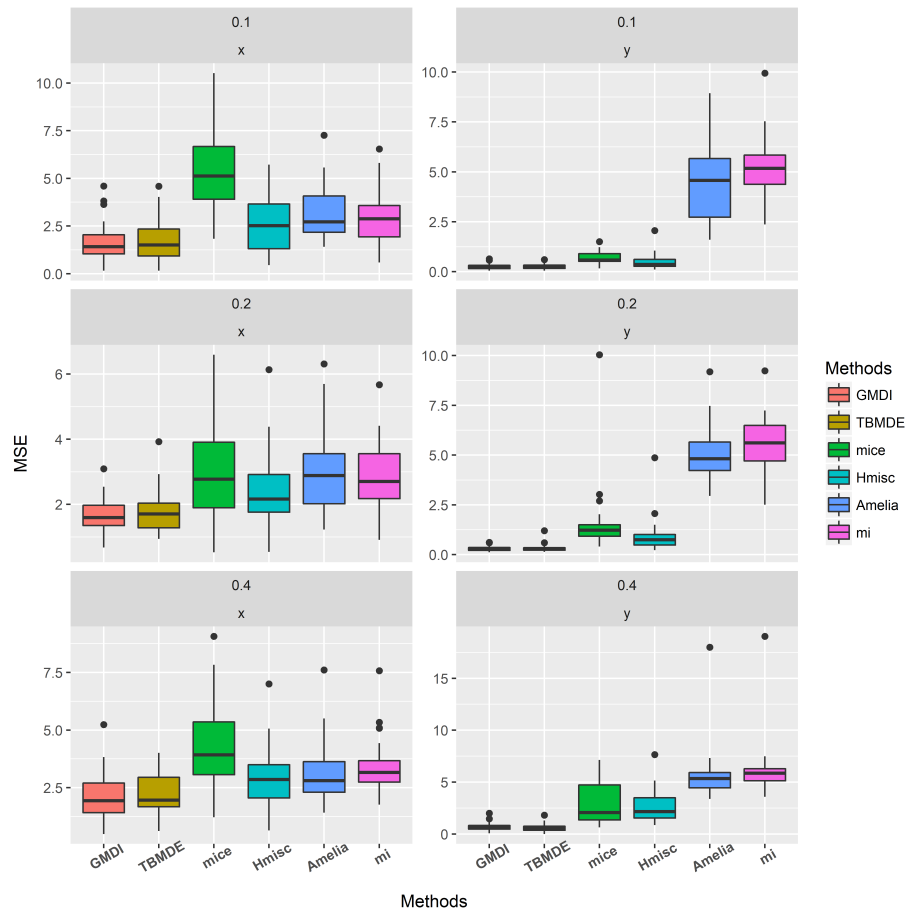 0.1
x
10.0
7.5
5.0
2.5
0.0
0.1
y
10.0
7.5
5.0
2.5
0.0
0.2
x
6
4
2
0.2
y
10.0
7.5
5.0
2.5
0.0
0.4
x
7.5
5.0
2.5
0.4
y
15
10
5
0
GMDI
TBMDE
mice
Hmisc
Amelia
mi
GMDI
TBMDE
mice
Hmisc
Amelia
mi
MSE
Methods
Methods
GMDI
TBMDE
mice
Hmisc
Amelia
mi